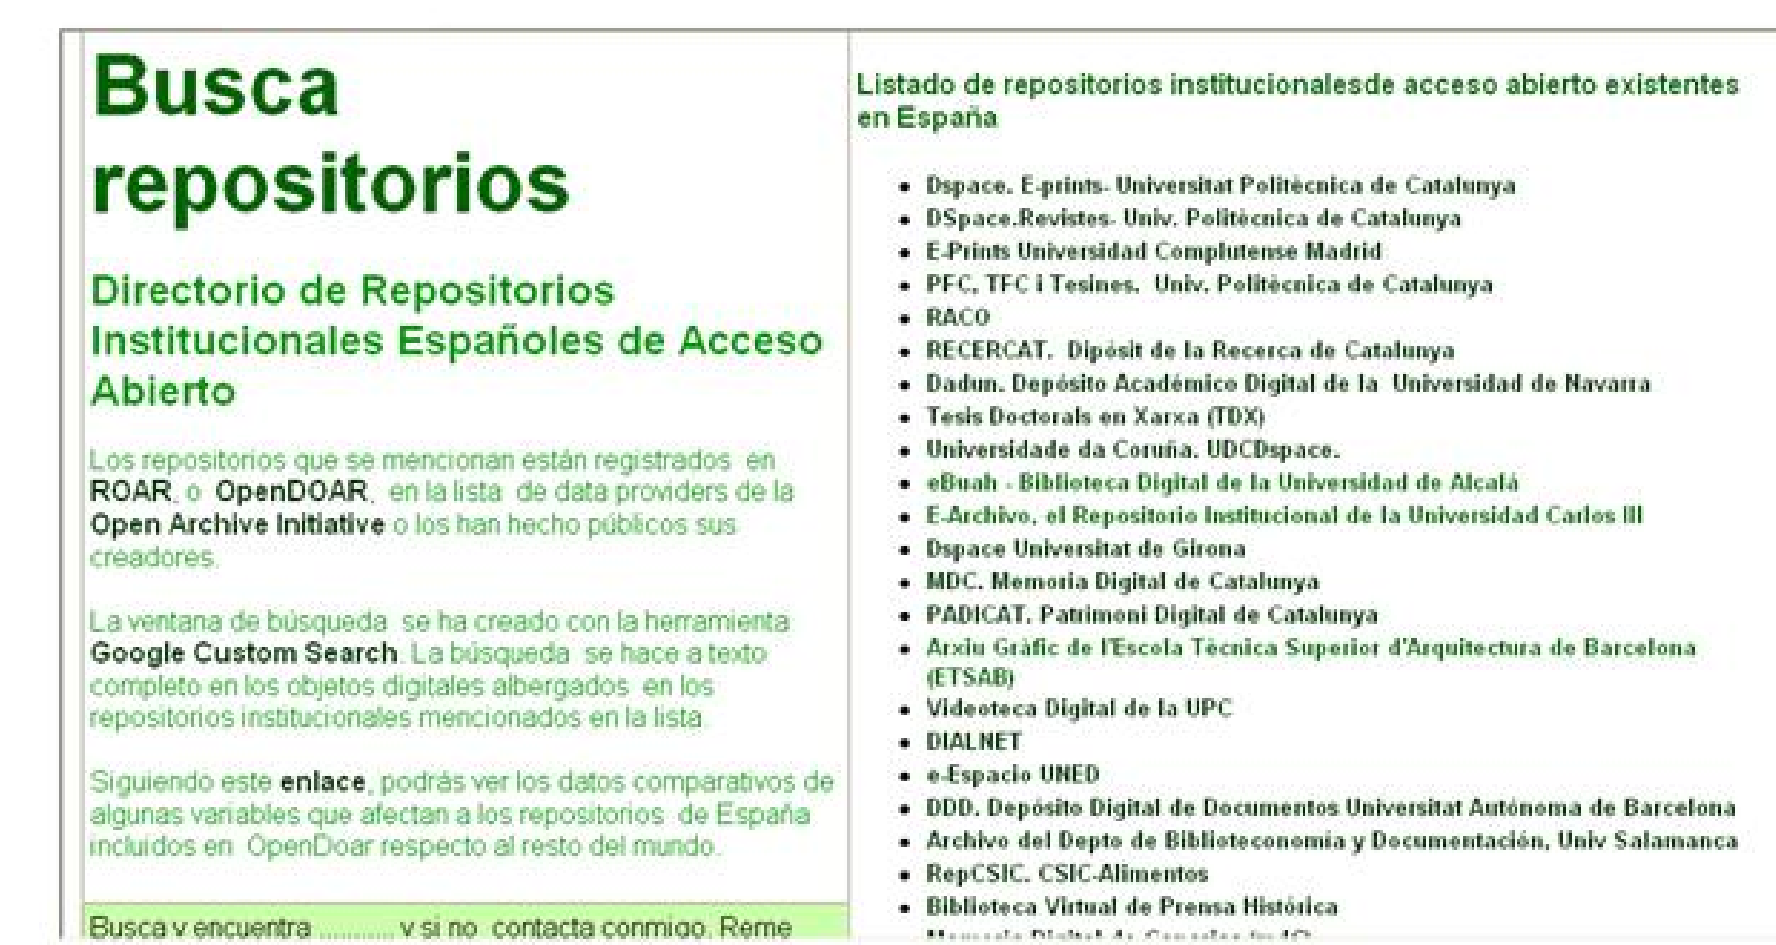 Busca
repositorios
Directorio de Repositorios
Institucionales Españoles de Acceso
Abierto
Los repositorios que se mencionan están registrados en
ROAR, o OpenDOAR, en la lista de data providers de la
Open Archive Initiative o los han hecho públicos sus
creadores.
La ventana de búsqueda se ha creado con la herramienta
Google Custom Search. La búsqueda se hace a texto
completo en los objetos digitales albergados en los
repositorios institucionales mencionados en la lista.
Siguiendo este enlace, podrás ver los datos comparativos de
algunas variables que afectan a los repositorios de España
incluidos en OpenDoar respecto al resto del mundo.
Busca y encuentra ............ y si no contacta conmigo. Reme
Listado de repositorios institucionalesde acceso abierto existentes
en España
• Dspace. E-prints- Universitat Politècnica de Catalunya
• DSpace.Revistes- Univ. Politècnica de Catalunya
• E-Prints Universidad Complutense Madrid
• PFC, TFC i Tesines. Univ. Politècnica de Catalunya
• RACO
• RECERCAT. Dipósit de la Recerca de Catalunya
• Dadun. Depósito Académico Digital de la Universidad de Navarra
• Tesis Doctorals en Xarxa (TDX)
• Universidade da Coruña. UDCDspace.
• eBuah - Biblioteca Digital de la Universidad de Alcalá
• E-Archivo, el Repositorio Institucional de la Universidad Carlos III
• Dspace Universitat de Girona
• MDC. Memoria Digital de Catalunya
• PADICAT. Patrimoni Digital de Catalunya
• Arxiu Gràfic de l'Escola Tècnica Superior d'Arquitectura de Barcelona
(ETSAB)
• Videoteca Digital de la UPC
• DIALNET
• e-Espacio UNED
• DDD. Depósito Digital de Documentos Universitat Autónoma de Barcelona
• Archivo del Depto de Biblioteconomía y Documentación, Univ Salamanca
• RepCSIC. CSIC-Alimentos
• Biblioteca Virtual de Prensa Histórica